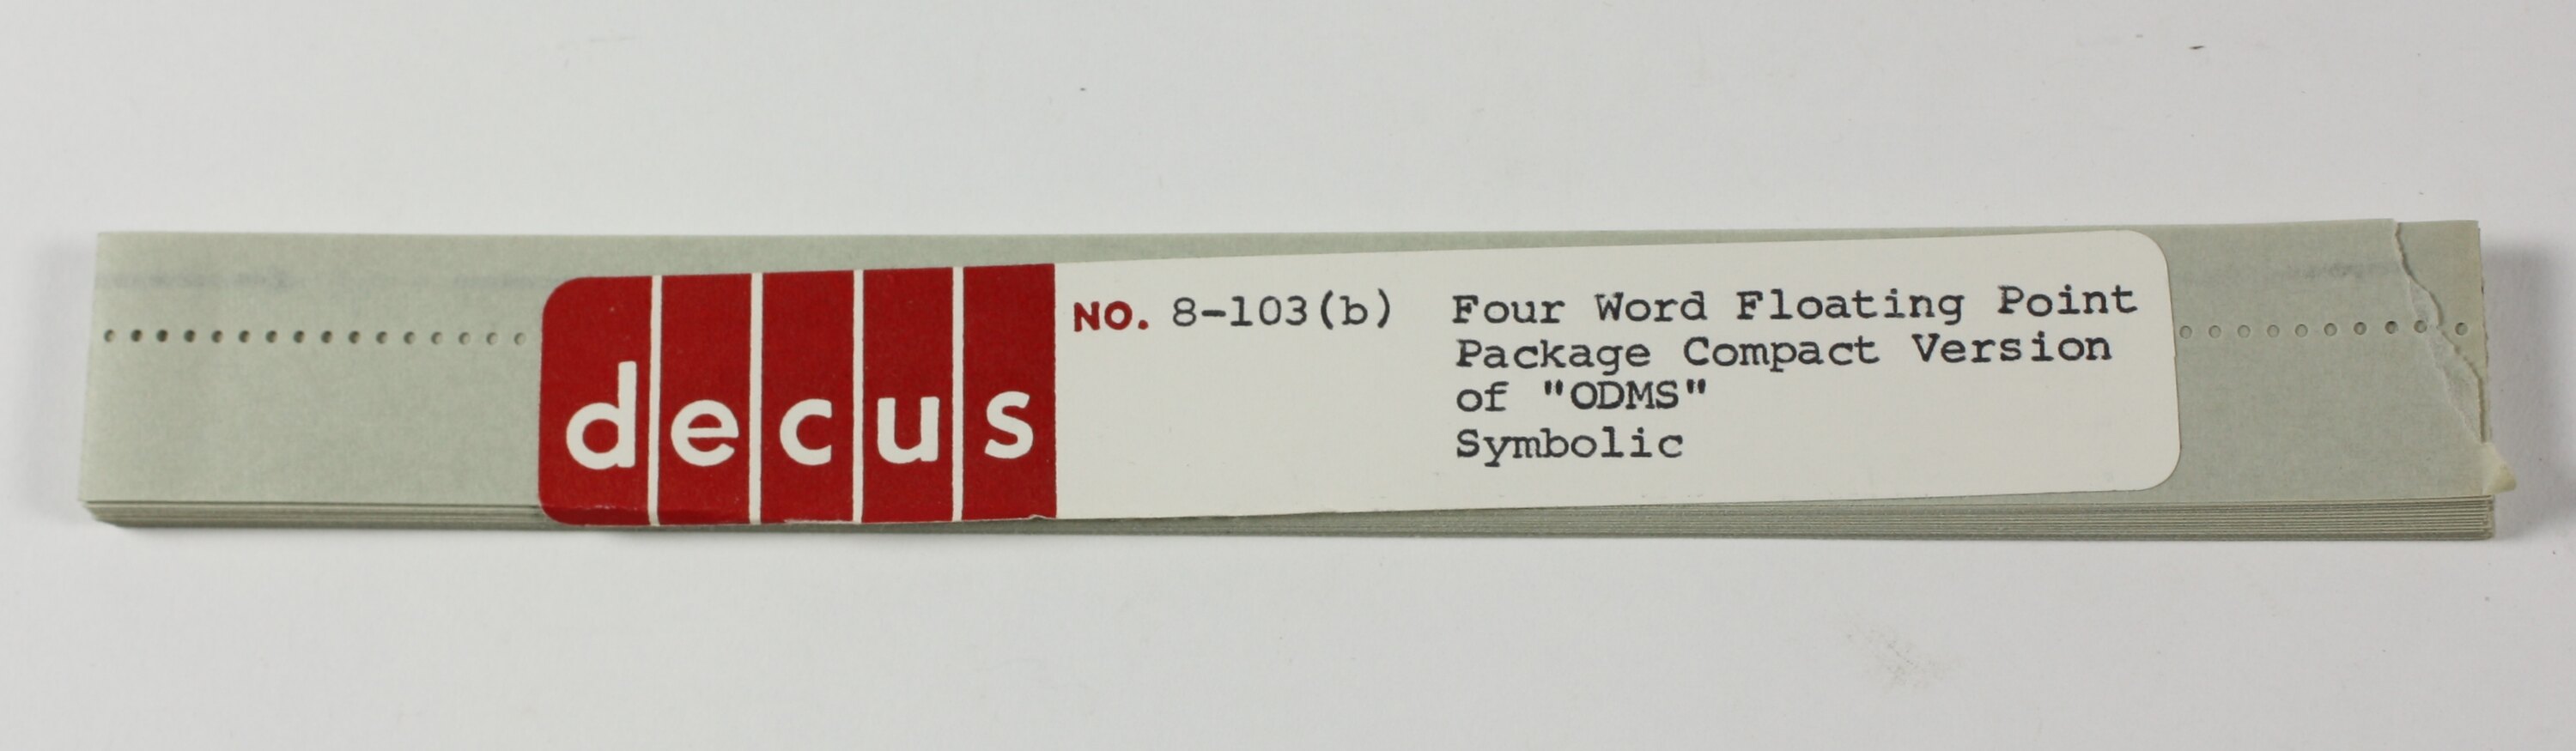 decus
NO. 8-103(b) Four Word Floating Point
Package Compact Version
of "ODMS"
Symbolic